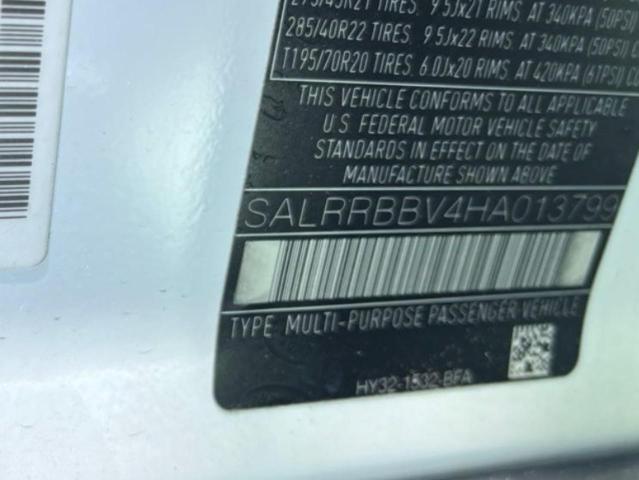 275/45R21 TIRES. 9.5Jx21 RIMS. AT 340KPA (50PSI)
285/40R22 TIRES. 9.5Jx22 RIMS. AT 340KPA (50PSI)
T195/70R20 TIRES. 6.0Jx20 RIMS. AT 420KPA (61PSI)
THIS VEHICLE CONFORMS TO ALL APPLICABLE
U.S. FEDERAL MOTOR VEHICLE SAFETY
STANDARDS IN EFFECT ON THE DATE OF
MANUFACTURE SHOWN ABOVE.
SALRRBBV4HA013799
TYPE MULTI-PURPOSE PASSENGER VEHICLE
HY32-1532-BFA